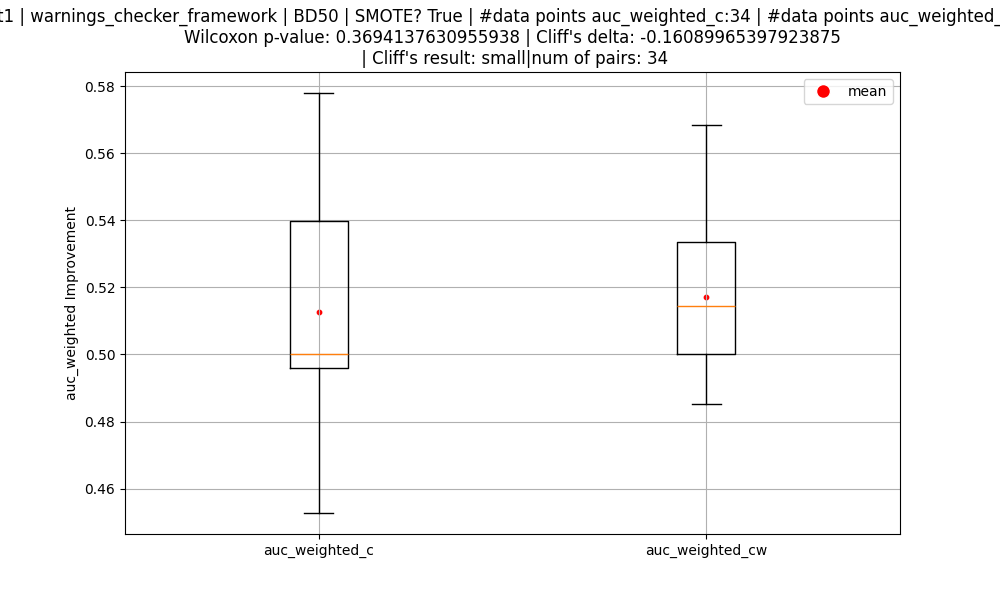 t1 | warnings_checker_framework | BD50 | SMOTE? True | #data points auc_weighted_c:34 | #data points auc_weighted_
Wilcoxon p-value: 0.3694137630955938 | Cliff's delta: -0.16089965397923875
| Cliff's result: small|num of pairs: 34
mean
0.58
0.56
0.54
0.52
0.50
0.48
0.46
auc_weighted Improvement
auc_weighted_c
auc_weighted_cw